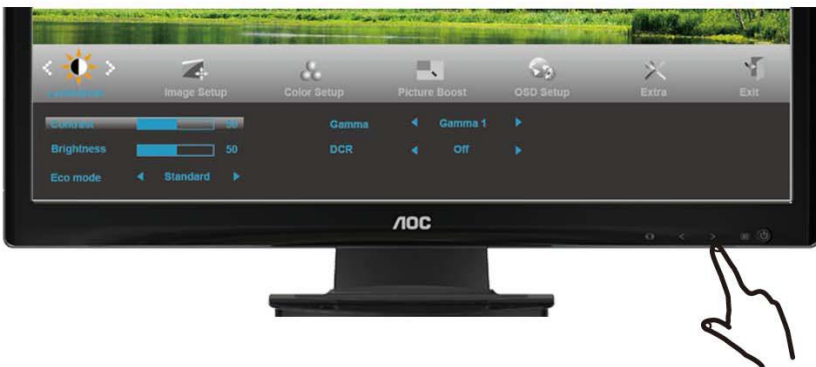 Luminance
Image Setup
Color Setup
Picture Boost
OSD Setup
Extra
Exit
Contrast 50 Gamma Gamma 1
Brightness 50 DCR Off
Eco mode Standard
AOC